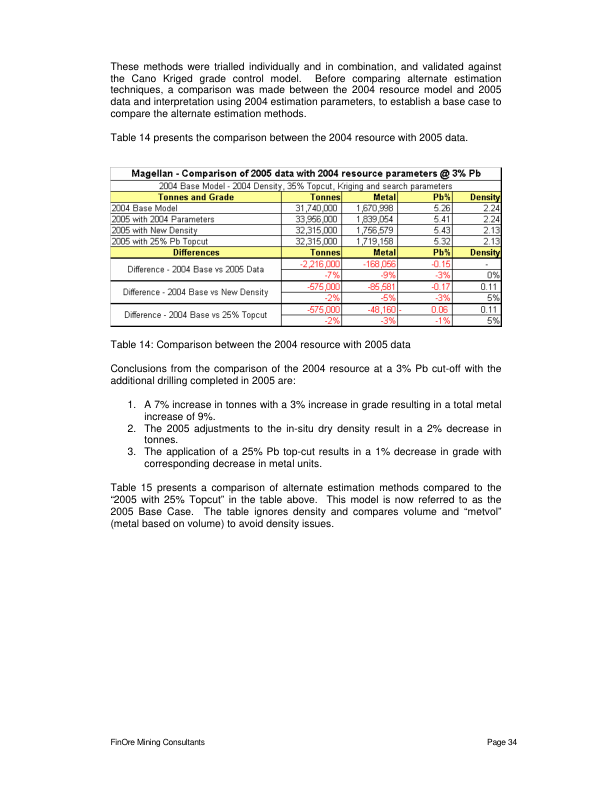 These methods were trialled individually and in combination, and validated against
the Cano Kriged grade control model. Before comparing alternate estimation
techniques, a comparison was made between the 2004 resource model and 2005
data and interpretation using 2004 estimation parameters, to establish a base case to
compare the alternate estimation methods.
Table 14 presents the comparison between the 2004 resource with 2005 data.
Magellan - Comparison of 2005 data with 2004 resource parameters @ 3% Pb
2004 Base Model - 2004 Density, 35% Topcut, Kriging and search parameters
Tonnes and Grade Tonnes Metal Pb% Density
2004 Base Model 31,740,000 1,670,998 5.26 2.24
2005 with 2004 Parameters 33,956,000 1,839,054 5.41 2.24
2005 with New Density 32,315,000 1,756,579 5.43 2.13
2005 with 25% Pb Topcut 32,315,000 1,719,158 5.32 2.13
Differences Tonnes Metal Pb% Density
Difference - 2004 Base vs 2005 Data -2,216,000 -168,056 -0.15 -
-7% -9% -3% 0%
Difference - 2004 Base vs New Density -575,000 -85,581 -0.17 0.11
-2% -5% -3% 5%
Difference - 2004 Base vs 25% Topcut -575,000 -48,160 - 0.06 0.11
-2% -3% -1% 5%
Table 14: Comparison between the 2004 resource with 2005 data
Conclusions from the comparison of the 2004 resource at a 3% Pb cut-off with the
additional drilling completed in 2005 are:
1. A 7% increase in tonnes with a 3% increase in grade resulting in a total metal
increase of 9%.
2. The 2005 adjustments to the in-situ dry density result in a 2% decrease in
tonnes.
3. The application of a 25% Pb top-cut results in a 1% decrease in grade with
corresponding decrease in metal units.
Table 15 presents a comparison of alternate estimation methods compared to the
“2005 with 25% Topcut” in the table above. This model is now referred to as the
2005 Base Case. The table ignores density and compares volume and “metvol”
(metal based on volume) to avoid density issues.
FinOre Mining Consultants Page 34